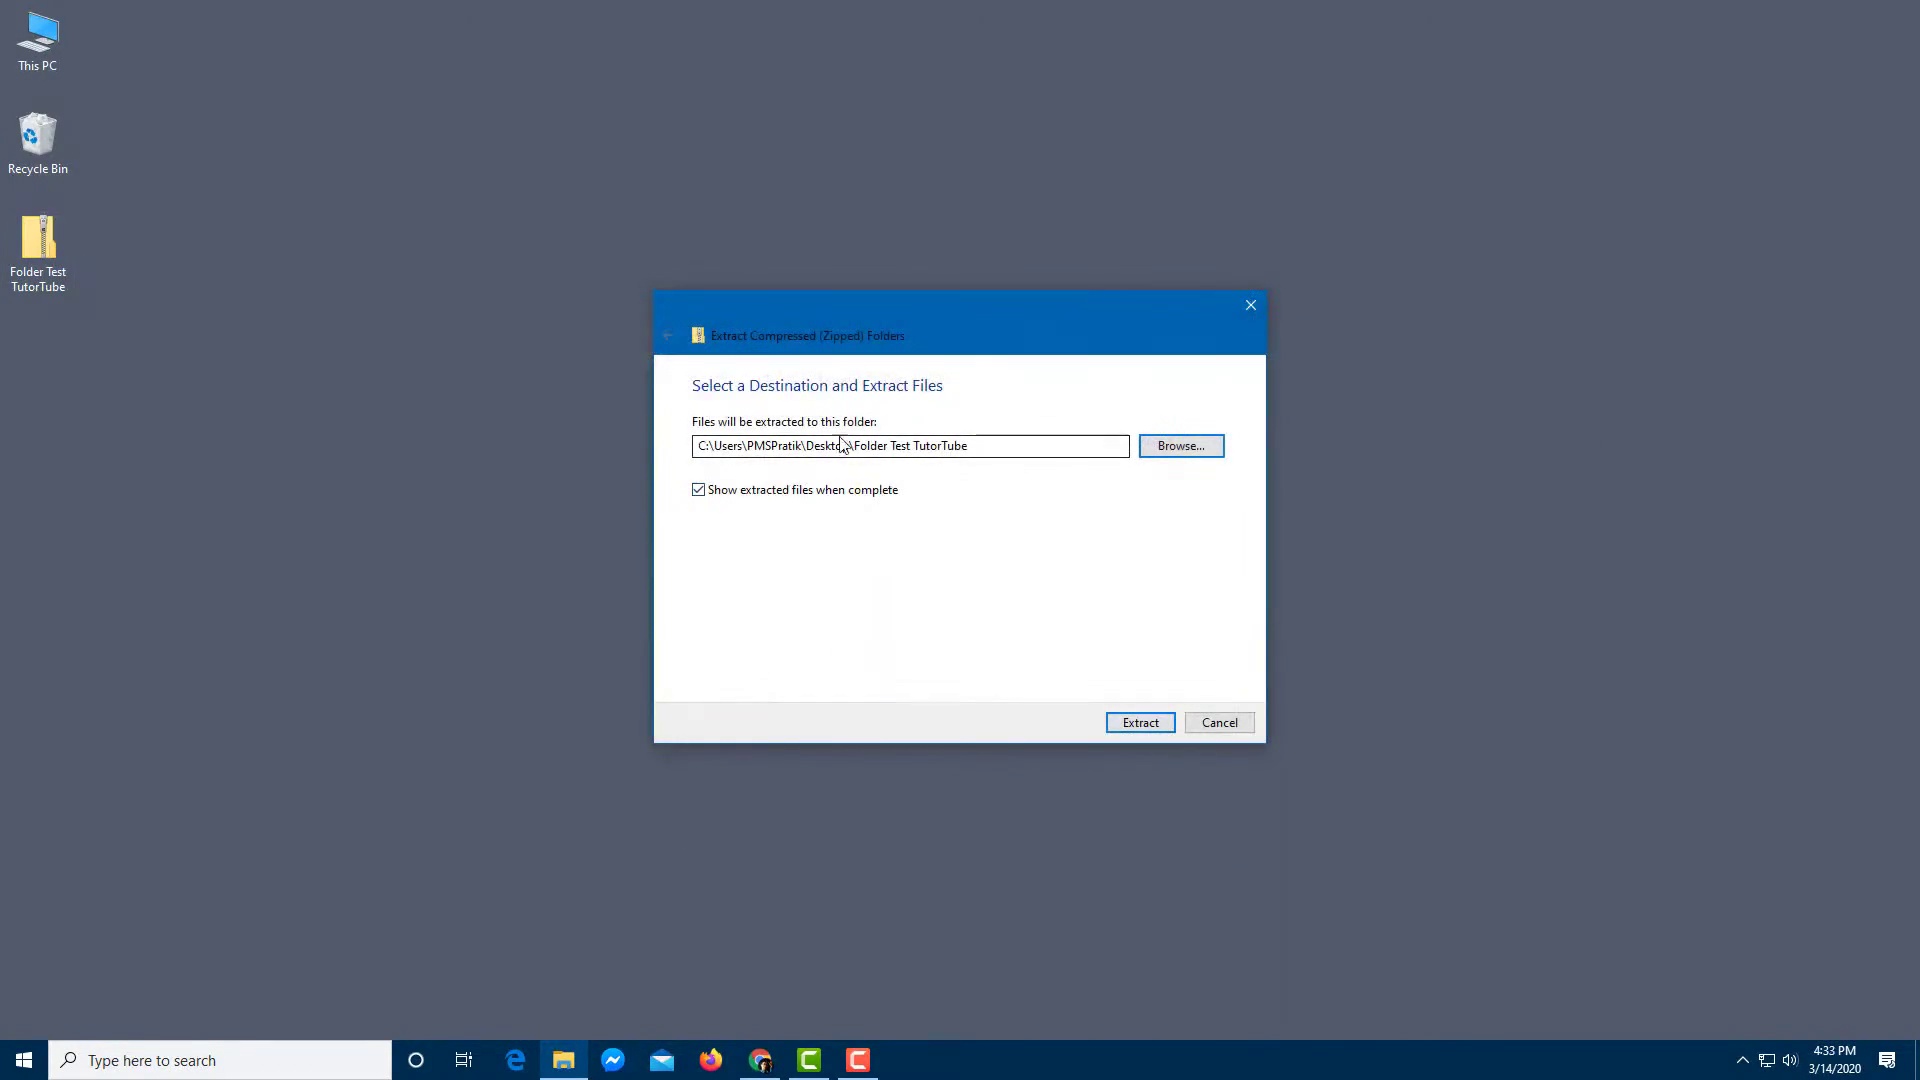 This PC
Recycle Bin
Folder Test
TutorTube
Extract Compressed (Zipped) Folders
Select a Destination and Extract Files
Files will be extracted to this folder:
C:\Users\PMSPratik\Desktop\Folder Test TutorTube
Browse...
Show extracted files when complete
Extract
Cancel
Type here to search
4:33 PM
3/14/2020